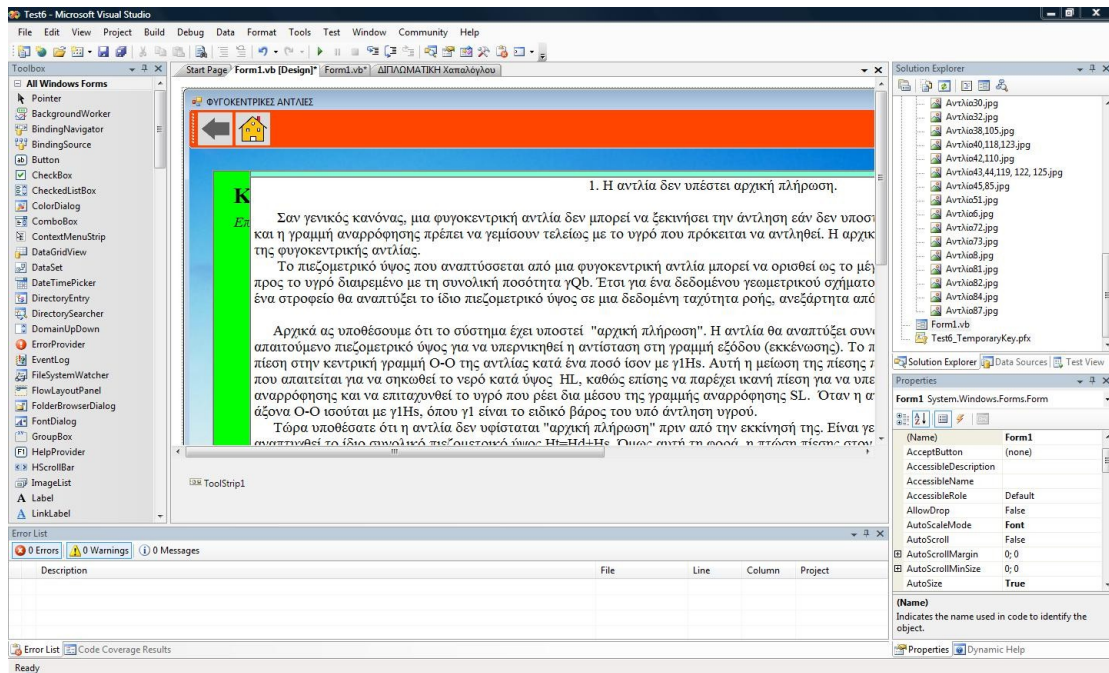 Test6 - Microsoft Visual Studio
File Edit View Project Build Debug Data Format Tools Test Window Community Help
Toolbox
All Windows Forms
Pointer
BackgroundWorker
BindingNavigator
BindingSource
Button
CheckBox
CheckedListBox
ColorDialog
ComboBox
ContextMenuStrip
DataGridView
DataSet
DateTimePicker
DirectoryEntry
DirectorySearcher
DomainUpDown
ErrorProvider
EventLog
FileSystemWatcher
FlowLayoutPanel
FolderBrowserDialog
FontDialog
GroupBox
HelpProvider
HScrollBar
ImageList
Label
LinkLabel
Start Page Form1.vb [Design]* Form1.vb* ΔΙΠΛΩΜΑΤΙΚΗ Χαπαλόγλου
ΦΥΓΟΚΕΝΤΡΙΚΕΣ ΑΝΤΛΙΕΣ
Κ
Επ
1. Η αντλία δεν υπέστει αρχική πλήρωση.
Σαν γενικός κανόνας, μια φυγοκεντρική αντλία δεν μπορεί να ξεκινήσει την άντληση εάν δεν υποστ
και η γραμμή αναρρόφησης πρέπει να γεμίσουν τελείως με το υγρό που πρόκειται να αντληθεί. Η αρχικ
της φυγοκεντρικής αντλίας.
Το πιεζομετρικό ύψος που αναπτύσσεται από μια φυγοκεντρική αντλία μπορεί να ορισθεί ως το μέγ
προς το υγρό διαιρεμένο με τη συνολική ποσότητα γQb. Έτσι για ένα δεδομένου γεωμετρικού σχήματο
ένα στροφείο θα αναπτύξει το ίδιο πιεζομετρικό ύψος σε μια δεδομένη ταχύτητα ροής, ανεξάρτητα από
Αρχικά ας υποθέσουμε ότι το σύστημα έχει υποστεί "αρχική πλήρωση". Η αντλία θα αναπτύξει συνο
απαιτούμενο πιεζομετρικό ύψος για να υπερνικηθεί η αντίσταση στη γραμμή εξόδου (εκκένωσης). Το π
πίεση στην κεντρική γραμμή Ο-Ο της αντλίας κατά ένα ποσό ίσον με γ1Hs. Αυτή η μείωση της πίεσης π
που απαιτείται για να σηκωθεί το νερό κατά ύψος HL, καθώς επίσης να παρέχει ικανή πίεση για να υπε
αναρρόφησης και να επιταχυνθεί το υγρό που ρέει δια μέσου της γραμμής αναρρόφησης SL. Όταν η α
άξονα Ο-Ο ισούται με γ1Hs, όπου γ1 είναι το ειδικό βάρος του υπό άντληση υγρού.
Τώρα υποθέσατε ότι η αντλία δεν υφίσταται "αρχική πλήρωση" πριν από την εκκίνησή της. Είναι γε
αναπτυχθεί το ίδιο συνολικό πιεζομετρικό ύψος Ht=Hd+Hs. Όμως αυτή τη φορά, η πτώση πίεσης στον
ToolStrip1
Error List
0 Errors 0 Warnings 0 Messages
Description File Line Column Project
Error List Code Coverage Results
Ready
Solution Explorer
Αντλία30.jpg
Αντλία32.jpg
Αντλία38,105.jpg
Αντλία40,118,123.jpg
Αντλία42,110.jpg
Αντλία43,44,119, 122, 125.jpg
Αντλία45,85.jpg
Αντλία51.jpg
Αντλία6.jpg
Αντλία72.jpg
Αντλία73.jpg
Αντλία8.jpg
Αντλία81.jpg
Αντλία82.jpg
Αντλία84.jpg
Αντλία87.jpg
Form1.vb
Test6_TemporaryKey.pfx
Solution Explorer Data Sources Test View
Properties
Form1 System.Windows.Forms.Form
(Name) Form1
AcceptButton (none)
AccessibleDescription
AccessibleName
AccessibleRole Default
AllowDrop False
AutoScaleMode Font
AutoScroll False
AutoScrollMargin 0; 0
AutoScrollMinSize 0; 0
AutoSize True
(Name)
Indicates the name used in code to identify the
object.
Properties Dynamic Help